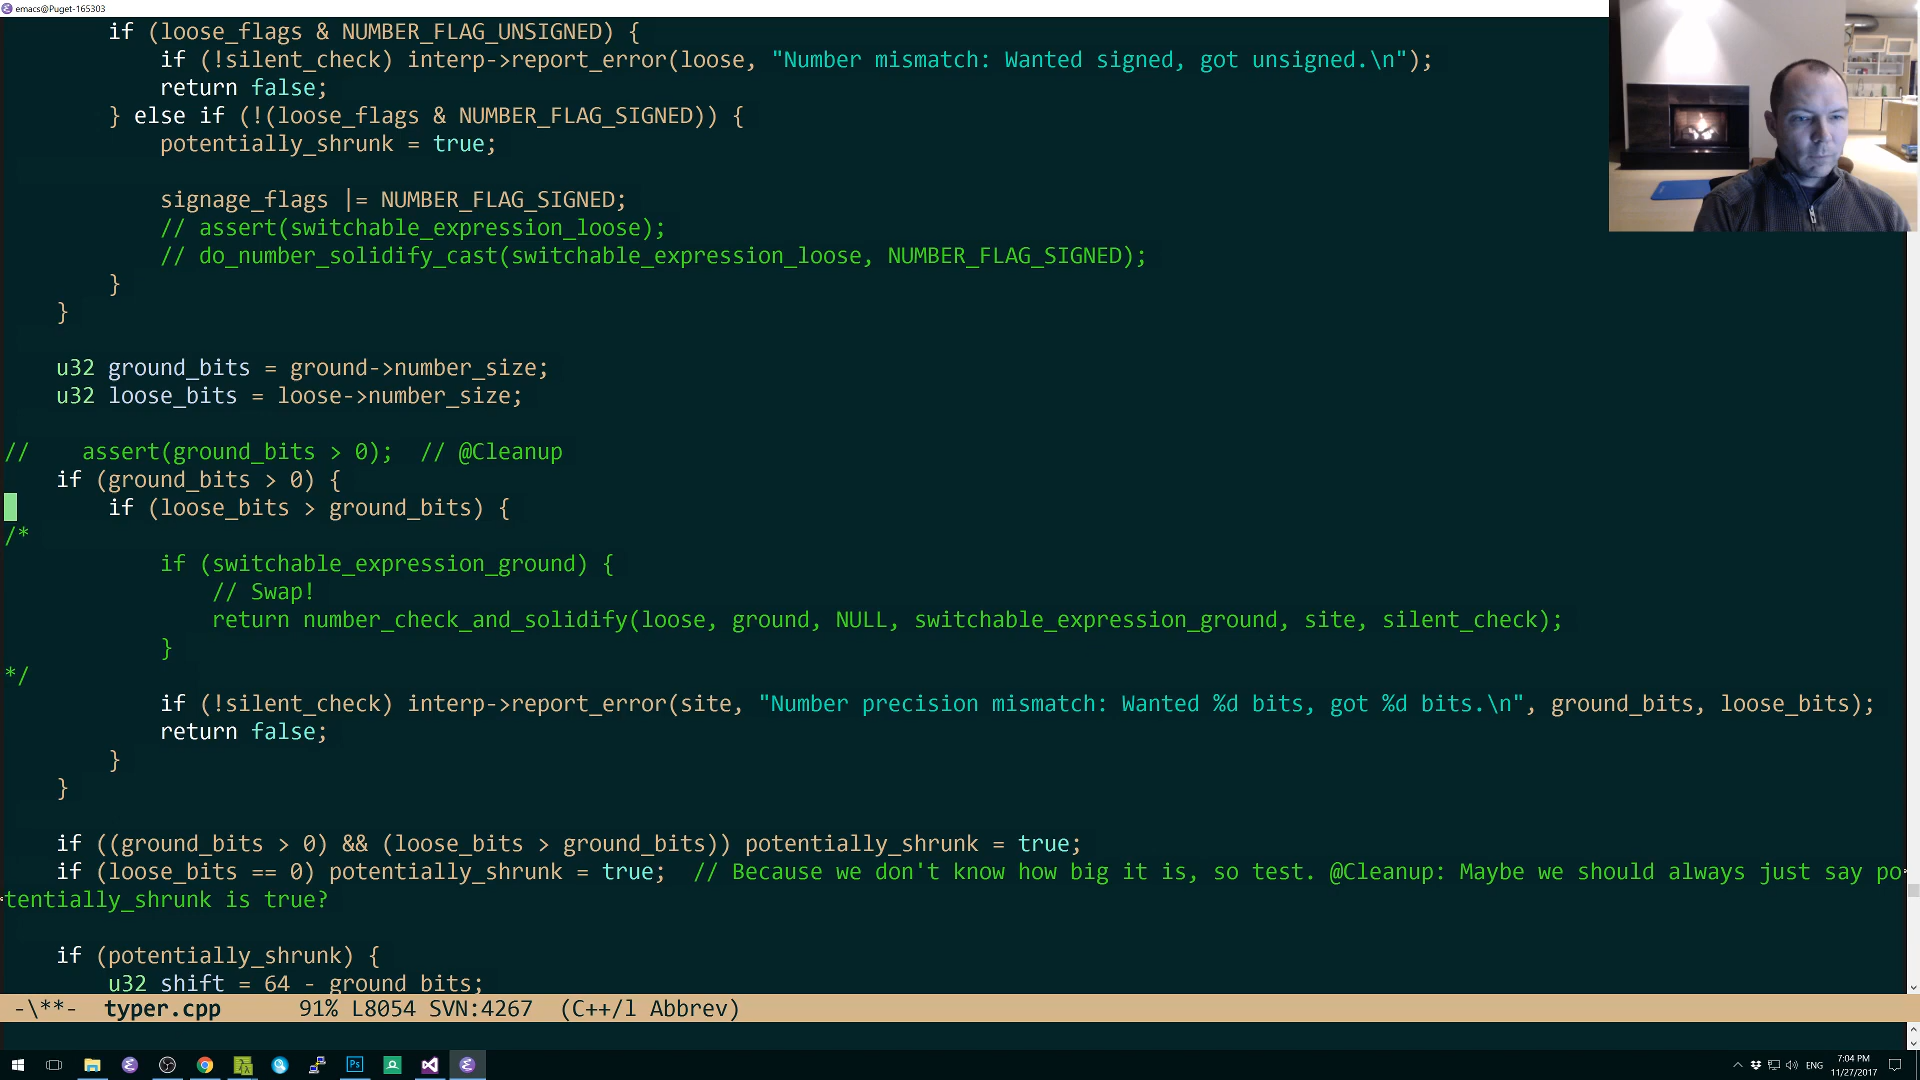 emacs@Puget-165303
if (loose_flags & NUMBER_FLAG_UNSIGNED) {
if (!silent_check) interp->report_error(loose, "Number mismatch: Wanted signed, got unsigned.\n");
return false;
} else if (!(loose_flags & NUMBER_FLAG_SIGNED)) {
potentially_shrunk = true;
signage_flags |= NUMBER_FLAG_SIGNED;
// assert(switchable_expression_loose);
// do_number_solidify_cast(switchable_expression_loose, NUMBER_FLAG_SIGNED);
}
}
u32 ground_bits = ground->number_size;
u32 loose_bits = loose->number_size;
// assert(ground_bits > 0); // @Cleanup
if (ground_bits > 0) {
if (loose_bits > ground_bits) {
/*
if (switchable_expression_ground) {
// Swap!
return number_check_and_solidify(loose, ground, NULL, switchable_expression_ground, site, silent_check);
}
*/
if (!silent_check) interp->report_error(site, "Number precision mismatch: Wanted %d bits, got %d bits.\n", ground_bits, loose_bits);
return false;
}
}
if ((ground_bits > 0) && (loose_bits > ground_bits)) potentially_shrunk = true;
if (loose_bits == 0) potentially_shrunk = true; // Because we don't know how big it is, so test. @Cleanup: Maybe we should always just say po
tentially_shrunk is true?
if (potentially_shrunk) {
u32 shift = 64 - ground_bits;
-\**- typer.cpp 91% L8054 SVN:4267 (C++/l Abbrev)
Ps
ENG
7:04 PM
11/27/2017